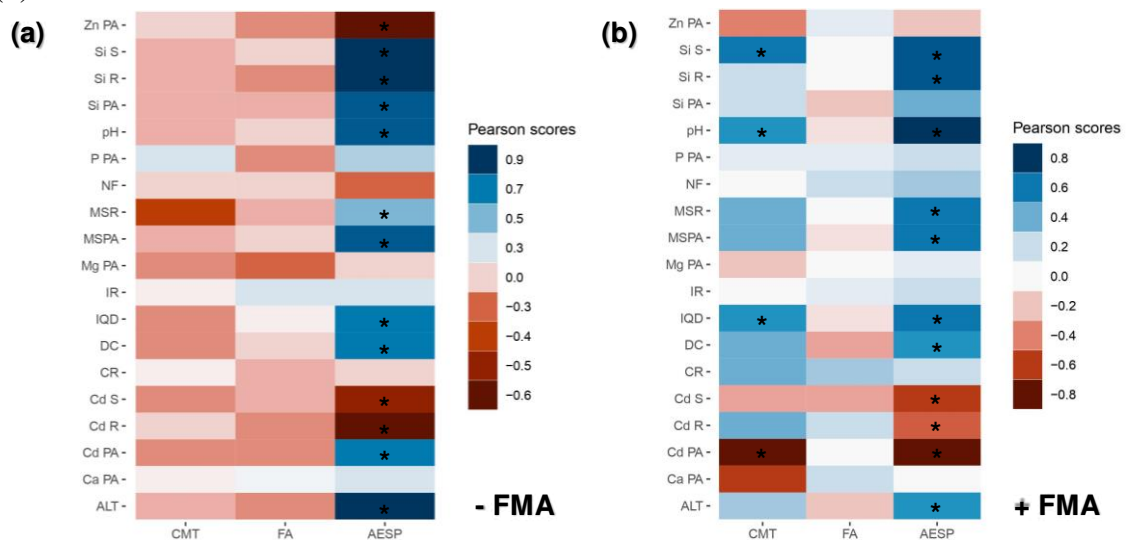 (a)
Zn PA
Si S
Si R
Si PA
pH
P PA
NF
MSR
MSPA
Mg PA
IR
IQD
DC
CR
Cd S
Cd R
Cd PA
Ca PA
ALT
CMT FA AESP
*
*
*
*
*
*
*
*
*
*
*
*
*
Pearson scores
0.9
0.7
0.5
0.3
0.0
−0.3
−0.4
−0.5
−0.6
- FMA
(b)
Zn PA
Si S
Si R
Si PA
pH
P PA
NF
MSR
MSPA
Mg PA
IR
IQD
DC
CR
Cd S
Cd R
Cd PA
Ca PA
ALT
CMT FA AESP
* *
*
* *
*
*
* *
*
*
*
* *
*
Pearson scores
0.8
0.6
0.4
0.2
0.0
−0.2
−0.4
−0.6
−0.8
+ FMA